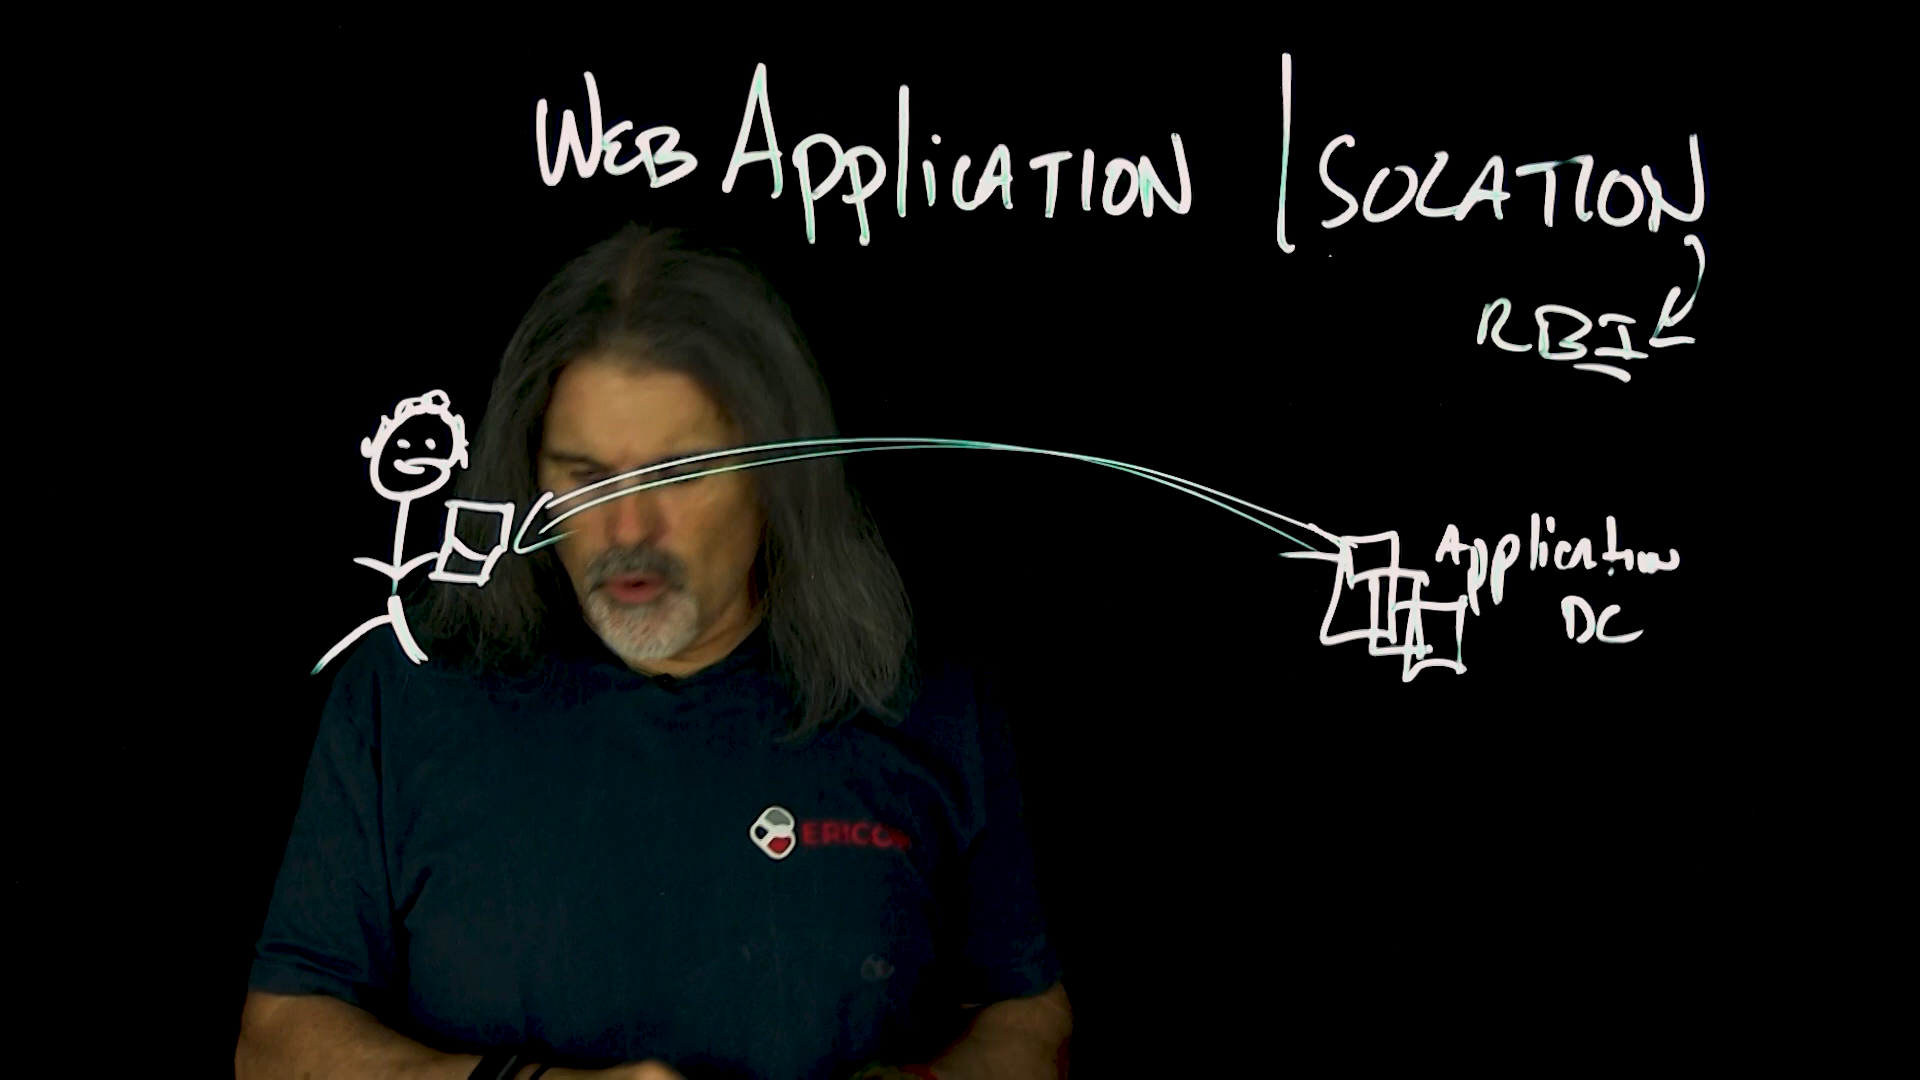 WEB Application ISOLATION
RBI
Application
DC
ERICOM